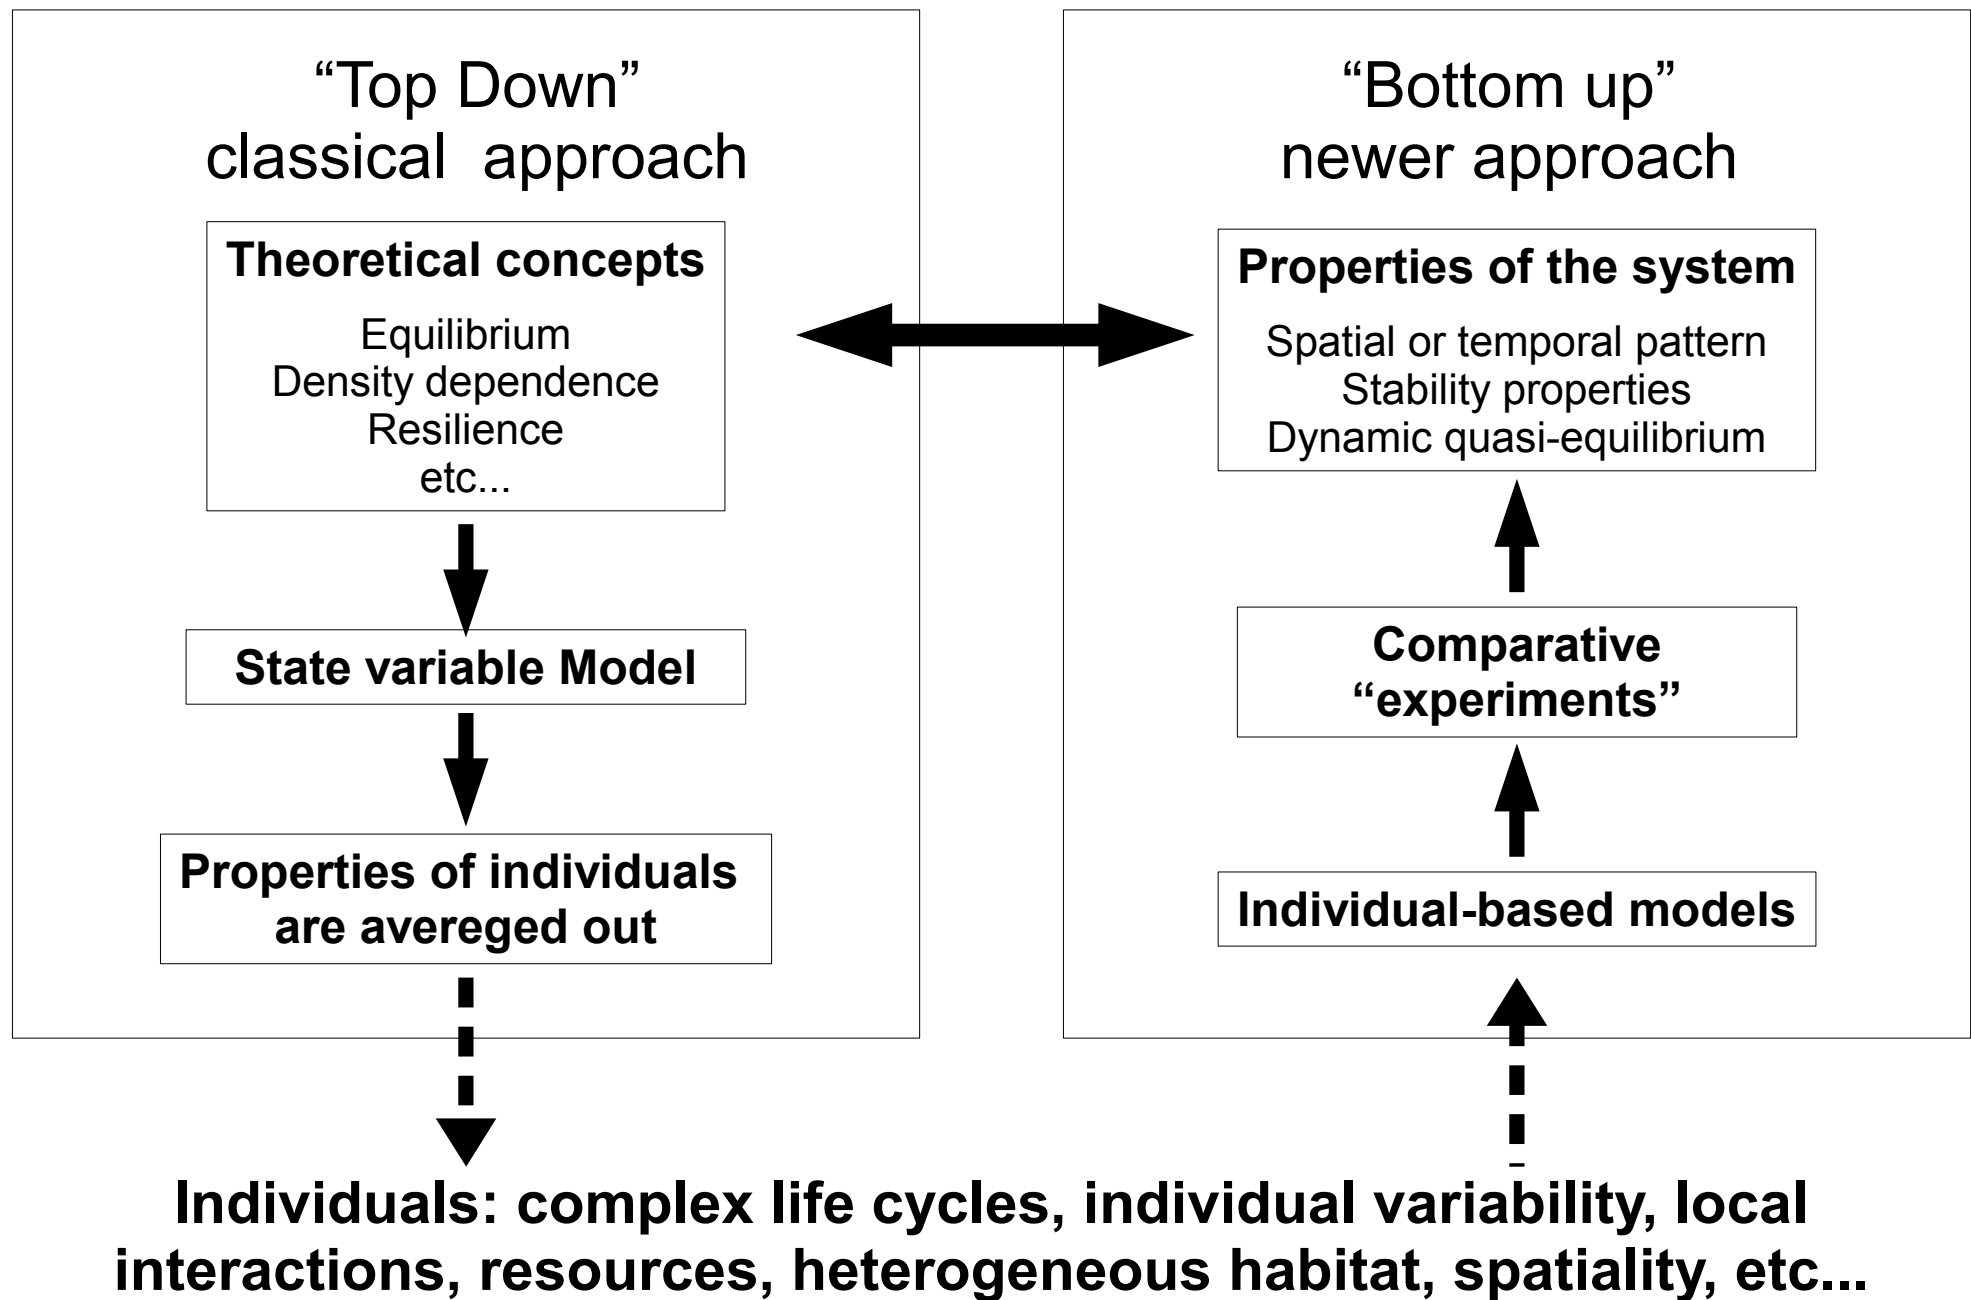 “Top Down”
classical approach
Theoretical concepts
Equilibrium
Density dependence
Resilience
etc...
State variable Model
Properties of individuals
are avereged out
“Bottom up”
newer approach
Properties of the system
Spatial or temporal pattern
Stability properties
Dynamic quasi-equilibrium
Comparative
“experiments”
Individual-based models
Individuals: complex life cycles, individual variability, local
interactions, resources, heterogeneous habitat, spatiality, etc...